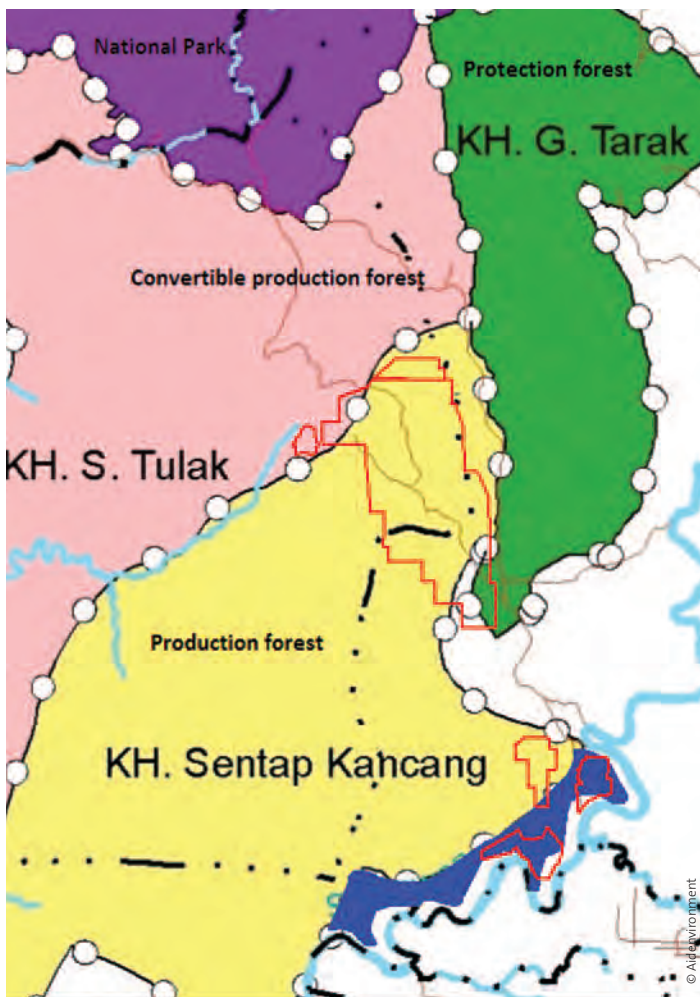 National Park
Protection forest
KH. G. Tarak
Convertible production forest
KH. S. Tulak
Production forest
KH. Sentap Kancang
© Aidenvironment